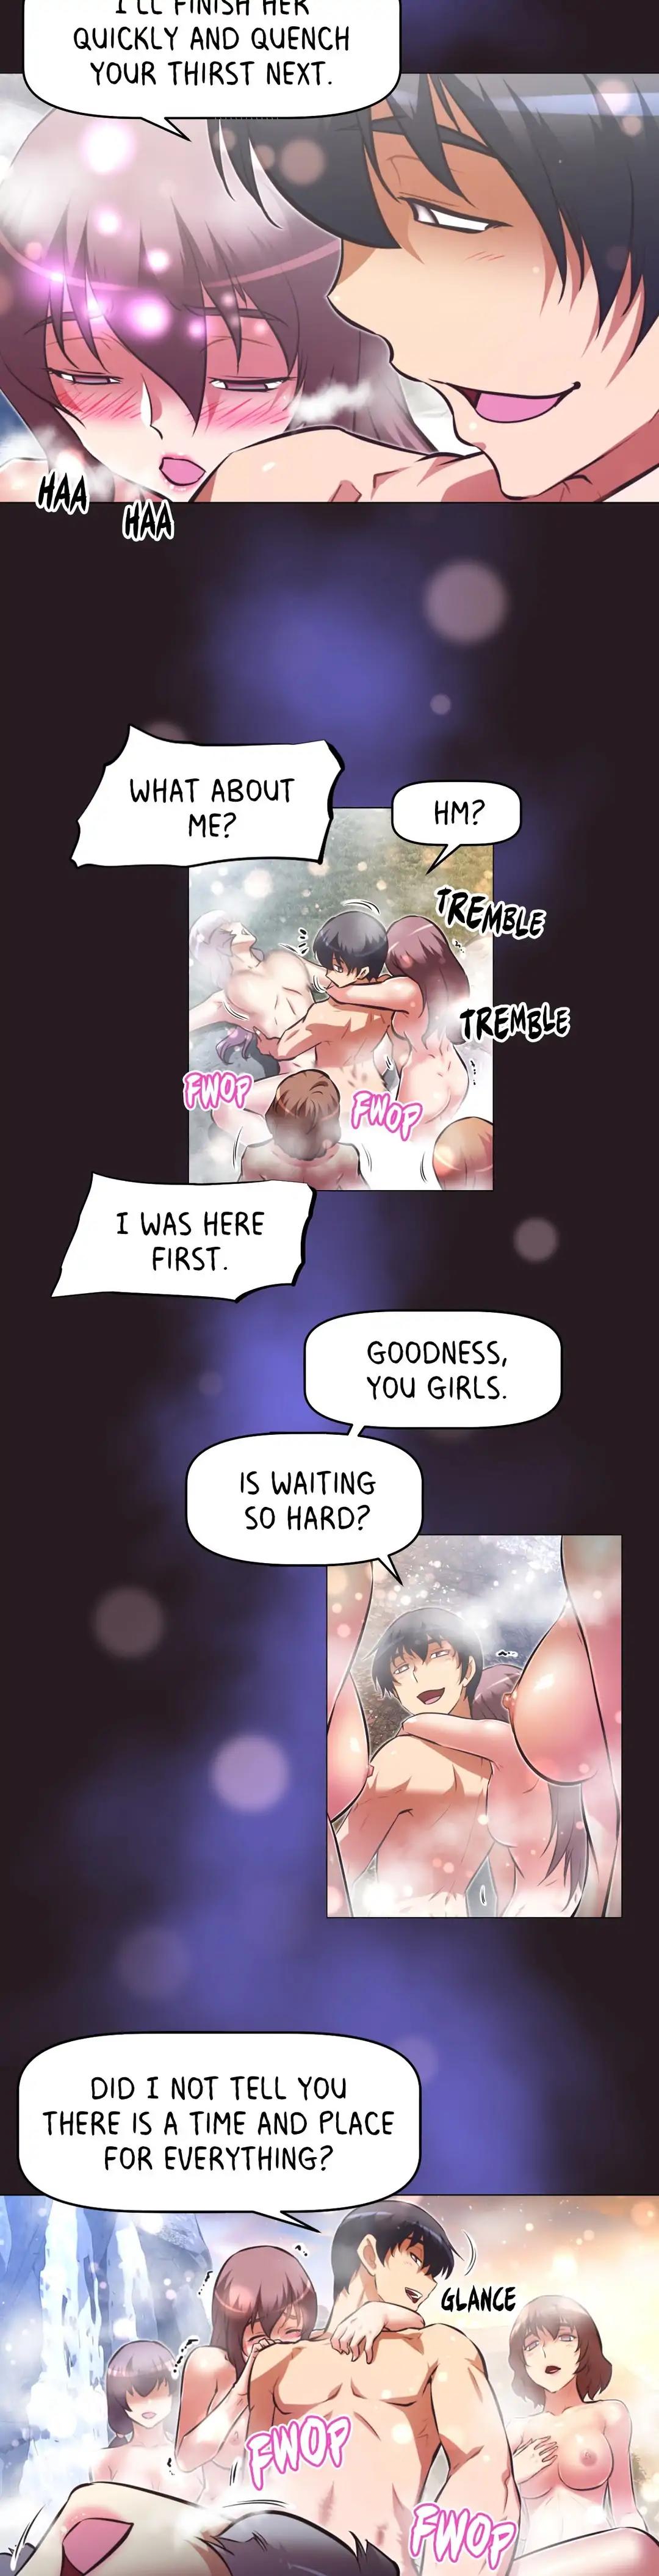 I'LL FINISH HER
QUICKLY AND QUENCH
YOUR THIRST NEXT.
HAA
HAA
WHAT ABOUT
ME?
HM?
TREMBLE
TREMBLE
FWOP
FWOP
I WAS HERE
FIRST.
GOODNESS,
YOU GIRLS.
IS WAITING
SO HARD?
DID I NOT TELL YOU
THERE IS A TIME AND PLACE
FOR EVERYTHING?
GLANCE
FWOP
FWOP